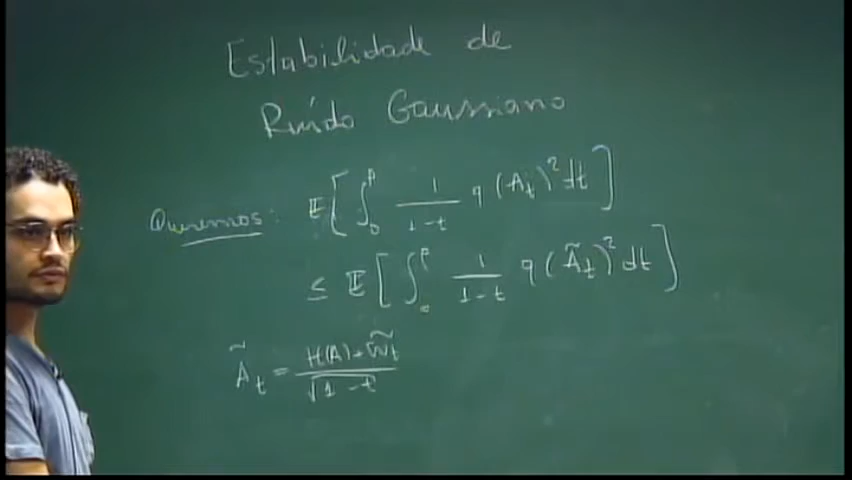 Estabilidade de
Ruído Gaussiano
Queremos: E[∫₀^ρ 1/(1-t) q(A_t)² dt]
≤ E[∫₀^ρ 1/(1-t) q(Ã_t)² dt]
Ã_t = (H(A) - W̃_t)/√(1-t)